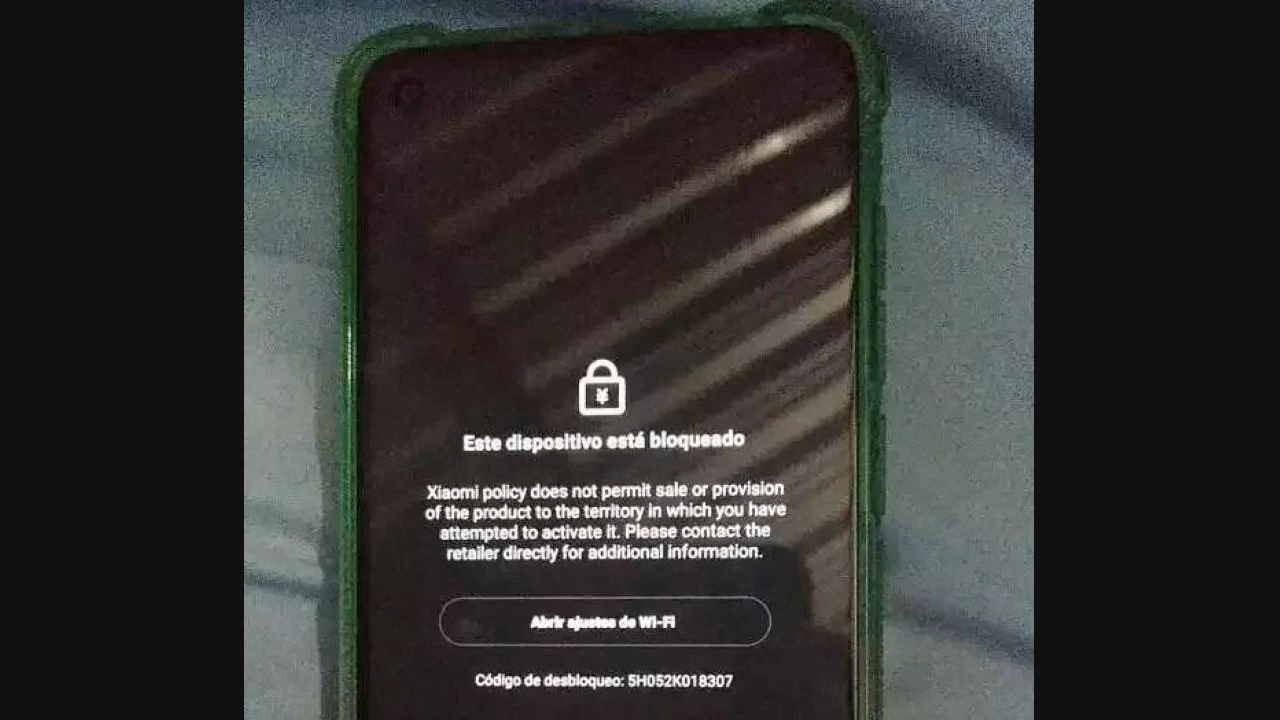 ¥
Este dispositivo está bloqueado
Xiaomi policy does not permit sale or provision
of the product to the territory in which you have
attempted to activate it. Please contact the
retailer directly for additional information.
Abrir ajustes de Wi-Fi
Código de desbloqueo: 5H052K018307